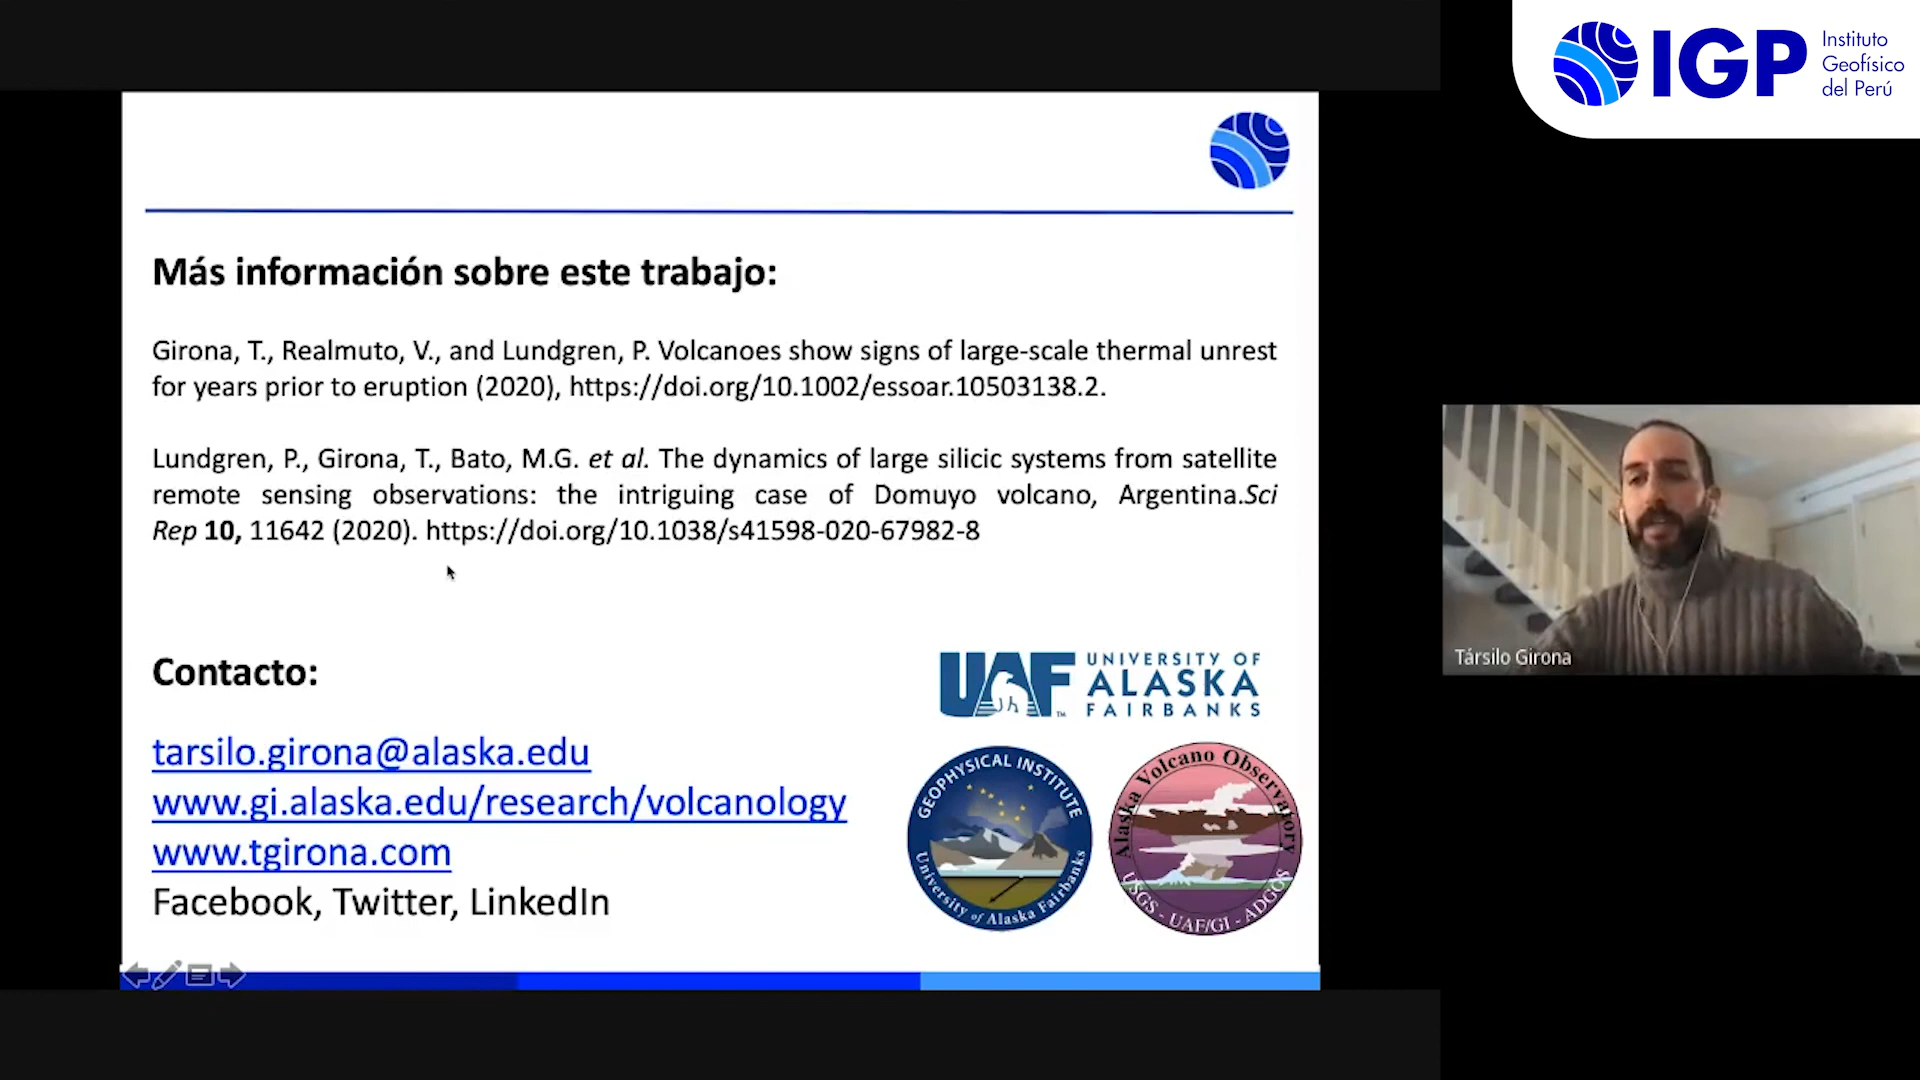 IGP
Instituto
Geofísico
del Perú
Más información sobre este trabajo:
Girona, T., Realmuto, V., and Lundgren, P. Volcanoes show signs of large-scale thermal unrest
for years prior to eruption (2020), https://doi.org/10.1002/essoar.10503138.2.
Lundgren, P., Girona, T., Bato, M.G. et al. The dynamics of large silicic systems from satellite
remote sensing observations: the intriguing case of Domuyo volcano, Argentina.Sci
Rep 10, 11642 (2020). https://doi.org/10.1038/s41598-020-67982-8
Contacto:
tarsilo.girona@alaska.edu
www.gi.alaska.edu/research/volcanology
www.tgirona.com
Facebook, Twitter, LinkedIn
UAF
TM
UNIVERSITY OF
ALASKA
FAIRBANKS
GEOPHYSICAL INSTITUTE
University of Alaska Fairbanks
Alaska Volcano Observatory
USGS - UAF/GI - ADGGS
Társilo Girona